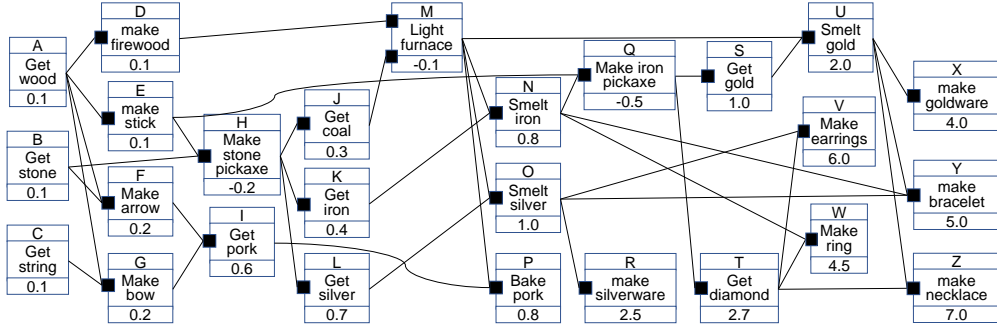 A
Get
wood
0.1
B
Get
stone
0.1
C
Get
string
0.1
D
make
firewood
0.1
E
make
stick
0.1
F
Make
arrow
0.2
G
Make
bow
0.2
H
Make
stone
pickaxe
-0.2
I
Get
pork
0.6
J
Get
coal
0.3
K
Get
iron
0.4
L
Get
silver
0.7
M
Light
furnace
-0.1
N
Smelt
iron
0.8
O
Smelt
silver
1.0
P
Bake
pork
0.8
Q
Make iron
pickaxe
-0.5
R
make
silverware
2.5
S
Get
gold
1.0
T
Get
diamond
2.7
U
Smelt
gold
2.0
V
Make
earrings
6.0
W
Make
ring
4.5
X
make
goldware
4.0
Y
make
bracelet
5.0
Z
make
necklace
7.0